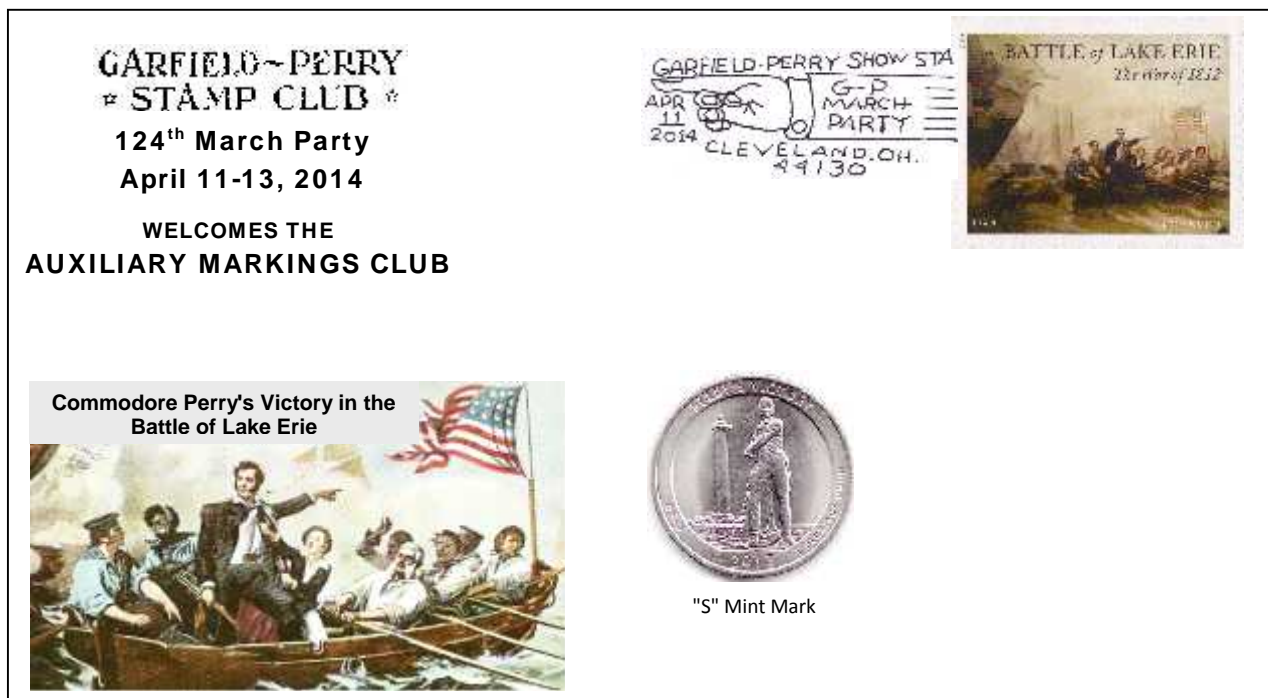 GARFIELD~PERRY
☆ STAMP CLUB ☆
124th March Party
April 11-13, 2014
WELCOMES THE
AUXILIARY MARKINGS CLUB
GARFIELD-PERRY SHOW STA
APR
11
2014
G-P
MARCH
PARTY
CLEVELAND.OH.
44130
BATTLE of LAKE ERIE
The War of 1812
Commodore Perry's Victory in the
Battle of Lake Erie
"S" Mint Mark